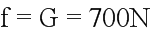 f = G = 700N